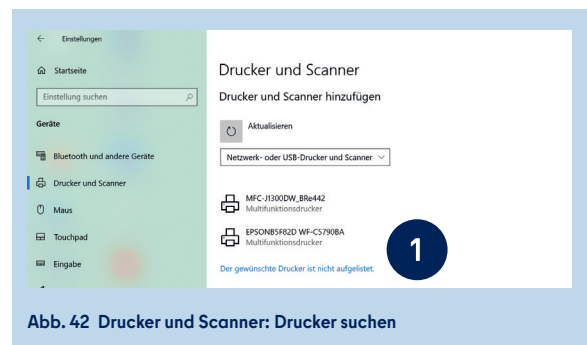 Einstellungen
Startseite
Einstellung suchen
Geräte
Bluetooth und andere Geräte
Drucker und Scanner
Maus
Touchpad
Eingabe
Drucker und Scanner
Drucker und Scanner hinzufügen
Aktualisieren
Netzwerk- oder USB-Drucker und Scanner
MFC-J1300DW_BRe442
Multifunktionsdrucker
EPSONB5F82D WF-C5790BA
Multifunktionsdrucker
Der gewünschte Drucker ist nicht aufgelistet.
1
Abb. 42 Drucker und Scanner: Drucker suchen